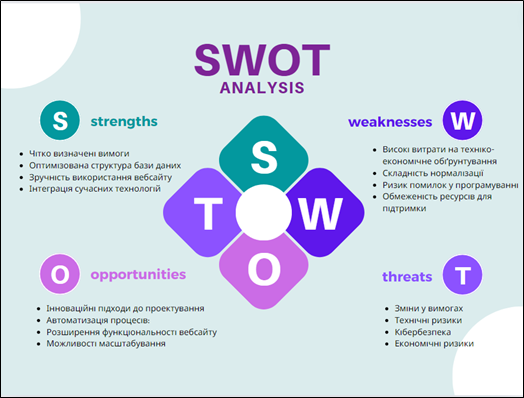 SWOT
ANALYSIS
S strengths
• Чітко визначені вимоги
• Оптимізована структура бази даних
• Зручність використання вебсайту
• Інтеграція сучасних технологій
weaknesses W
• Високі витрати на техніко-
економічне обґрунтування
• Складність нормалізації
• Ризик помилок у програмуванні
• Обмеженість ресурсів для
підтримки
S
T W
O
O opportunities
• Інноваційні підходи до проектування
• Автоматизація процесів:
• Розширення функціональності вебсайту
• Можливості масштабування
threats T
• Зміни у вимогах
• Технічні ризики
• Кібербезпека
• Економічні ризики